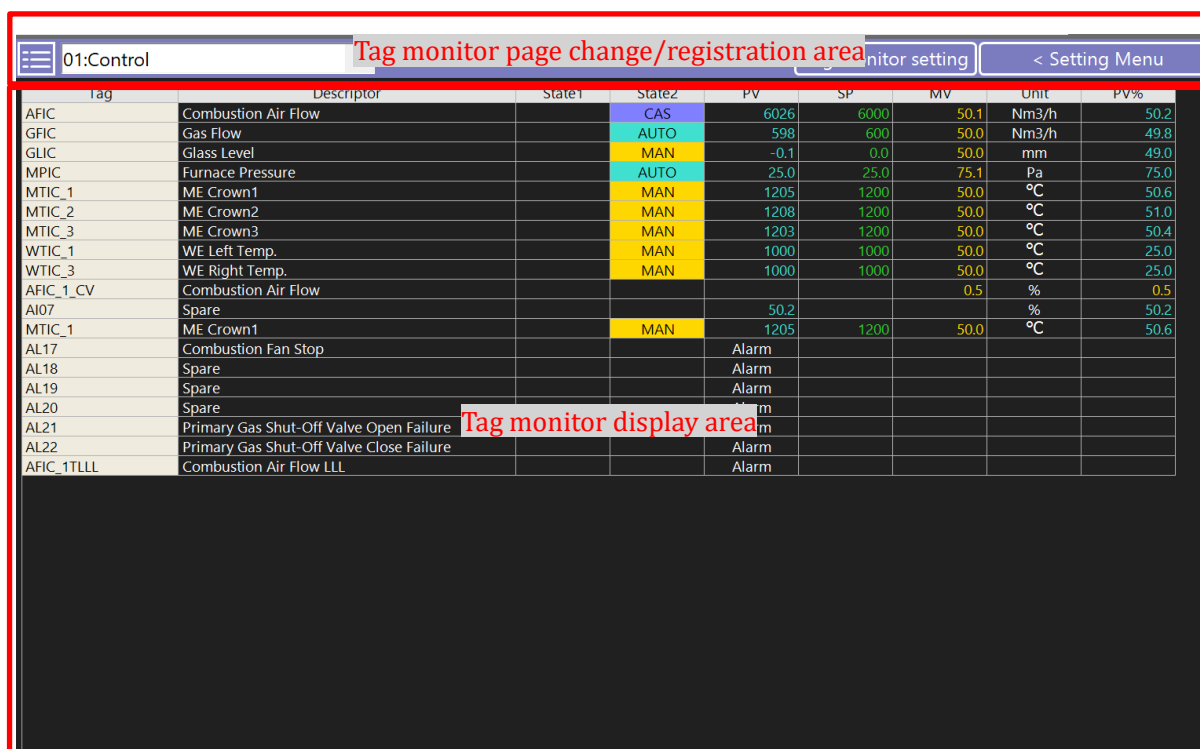 Tag monitor page change/registration area
01:Control
nitor setting
< Setting Menu
Tag Descriptor State1 State2 PV SP MV Unit PV%
AFIC Combustion Air Flow CAS 6026 6000 50.1 Nm3/h 50.2
GFIC Gas Flow AUTO 598 600 50.0 Nm3/h 49.8
GLIC Glass Level MAN -0.1 0.0 50.0 mm 49.0
MPIC Furnace Pressure AUTO 25.0 25.0 75.1 Pa 75.0
MTIC_1 ME Crown1 MAN 1205 1200 50.0 ℃ 50.6
MTIC_2 ME Crown2 MAN 1208 1200 50.0 ℃ 51.0
MTIC_3 ME Crown3 MAN 1203 1200 50.0 ℃ 50.4
WTIC_1 WE Left Temp. MAN 1000 1000 50.0 ℃ 25.0
WTIC_3 WE Right Temp. MAN 1000 1000 50.0 ℃ 25.0
AFIC_1_CV Combustion Air Flow 0.5 % 0.5
AI07 Spare 50.2 % 50.2
MTIC_1 ME Crown1 MAN 1205 1200 50.0 ℃ 50.6
AL17 Combustion Fan Stop Alarm
AL18 Spare Alarm
AL19 Spare Alarm
AL20 Spare
Tag monitor display area
AL21 Primary Gas Shut-Off Valve Open Failure
AL22 Primary Gas Shut-Off Valve Close Failure Alarm
AFIC_1TLLL Combustion Air Flow LLL Alarm